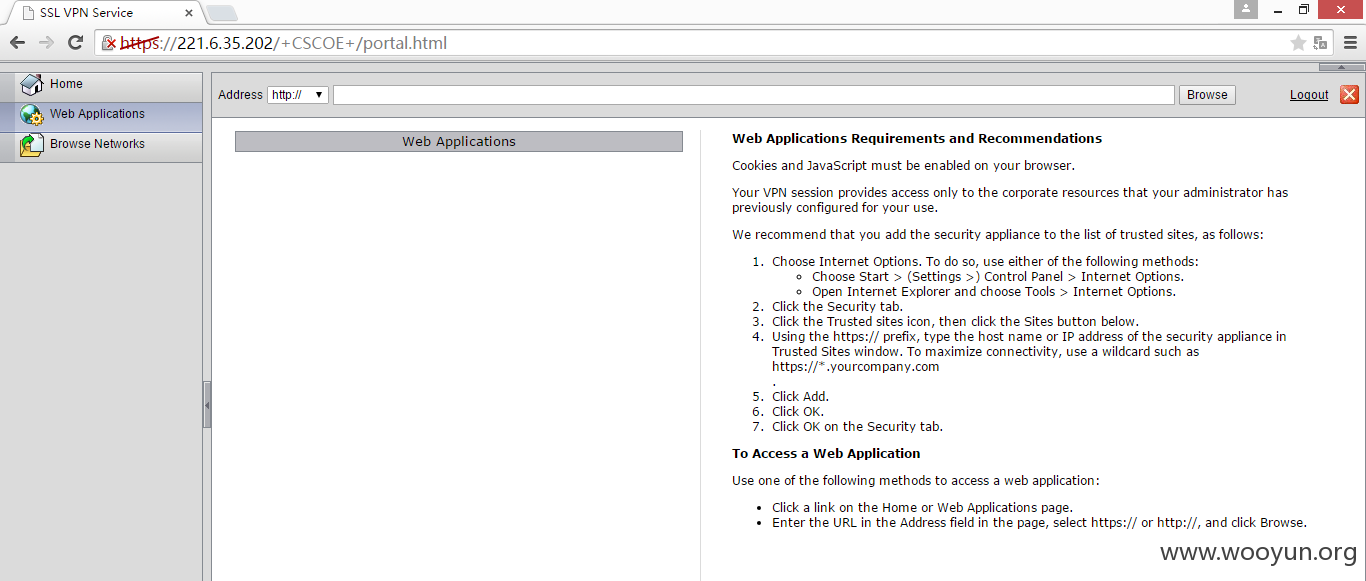 SSL VPN Service
https://221.6.35.202/+CSCOE+/portal.html
Home
Web Applications
Browse Networks
Address http:// Browse Logout
Web Applications
Web Applications Requirements and Recommendations
Cookies and JavaScript must be enabled on your browser.
Your VPN session provides access only to the corporate resources that your administrator has
previously configured for your use.
We recommend that you add the security appliance to the list of trusted sites, as follows:
1. Choose Internet Options. To do so, use either of the following methods:
Choose Start > (Settings >) Control Panel > Internet Options.
Open Internet Explorer and choose Tools > Internet Options.
2. Click the Security tab.
3. Click the Trusted sites icon, then click the Sites button below.
4. Using the https:// prefix, type the host name or IP address of the security appliance in
Trusted Sites window. To maximize connectivity, use a wildcard such as
https://*.yourcompany.com
.
5. Click Add.
6. Click OK.
7. Click OK on the Security tab.
To Access a Web Application
Use one of the following methods to access a web application:
Click a link on the Home or Web Applications page.
Enter the URL in the Address field in the page, select https:// or http://, and click Browse.
www.wooyun.org